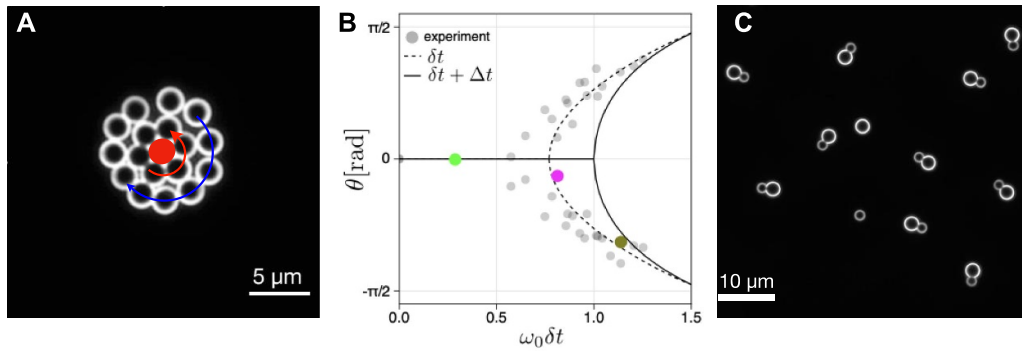 A
5 μm
B
π/2
0
-π/2
θ[rad]
experiment
δt
δt + Δt
0.0
0.5
1.0
1.5
ω₀δt
C
10 μm